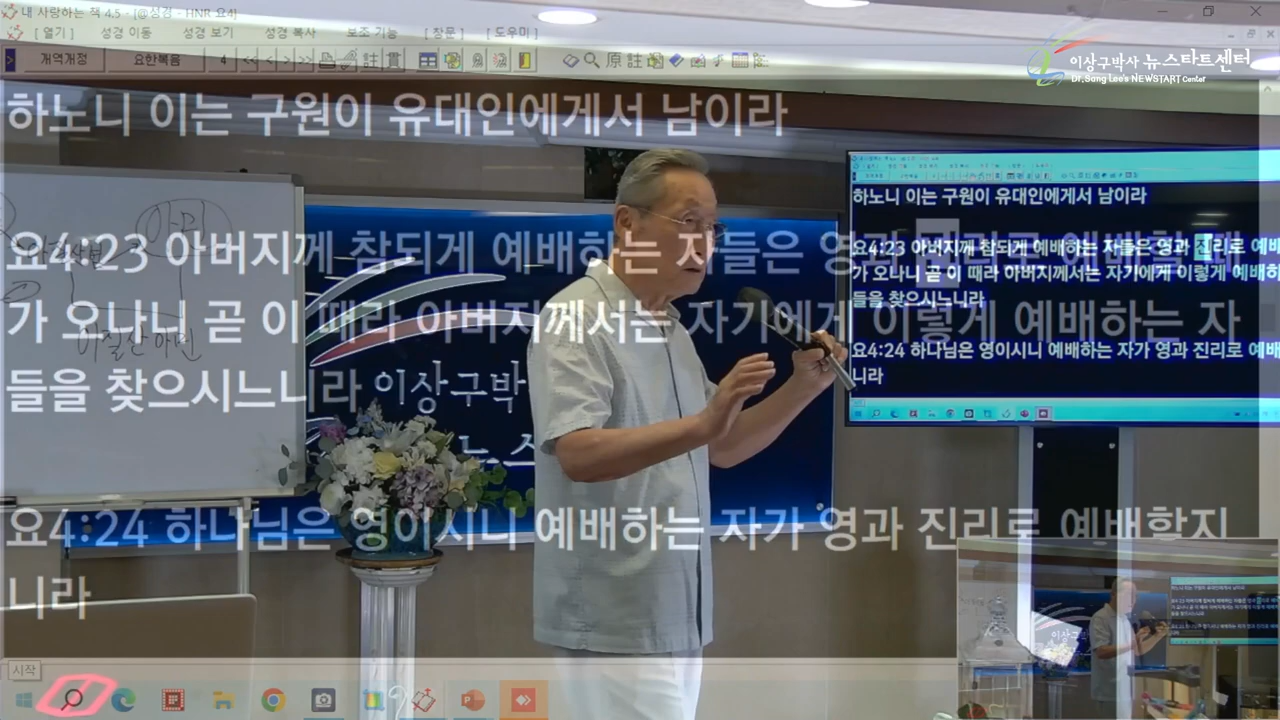 내 사랑하는 책 4.5 - [@성경 - HNR 요4]
[ 열기 ] 성경 이동 성경 보기 성경 복사 보조 기능 [ 창문 ] [ 도우미 ]
개역개정 요한복음 4
이상구박사 뉴스타트센터
Dr. Sang Lee's NEWSTART Center
하노니 이는 구원이 유대인에게서 남이라
요4:23 아버지께 참되게 예배하는 자들은 영과 진리로 예배할 때
가 오나니 곧 이 때라 아버지께서는 자기에게 이렇게 예배하는 자
들을 찾으시느니라
요4:24 하나님은 영이시니 예배하는 자가 영과 진리로 예배할지
니라
하노니 이는 구원이 유대인에게서 남이라
요4:23 아버지께 참되게 예배하는 자들은 영과 진리로 예배
가 오나니 곧 이 때라 아버지께서는 자기에게 이렇게 예배하
들을 찾으시느니라
요4:24 하나님은 영이시니 예배하는 자가 영과 진리로 예배
니라
이상구박
뉴스
시작